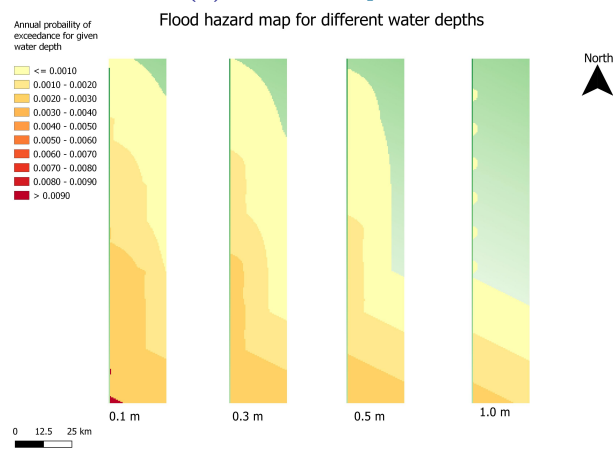 Flood hazard map for different water depths
Annual probaility of
exceedance for given
water depth
<= 0.0010
0.0010 - 0.0020
0.0020 - 0.0030
0.0030 - 0.0040
0.0040 - 0.0050
0.0050 - 0.0060
0.0060 - 0.0070
0.0070 - 0.0080
0.0080 - 0.0090
> 0.0090
North
0.1 m
0.3 m
0.5 m
1.0 m
0 12.5 25 km